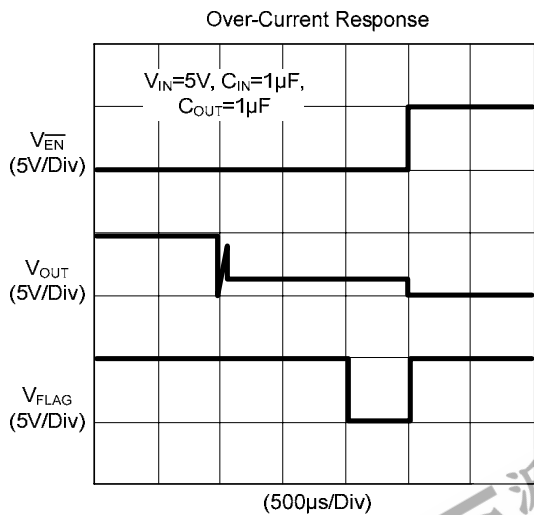 Over-Current Response
VIN=5V, CIN=1µF,
COUT=1µF
VEN
(5V/Div)
VOUT
(5V/Div)
VFLAG
(5V/Div)
(500µs/Div)